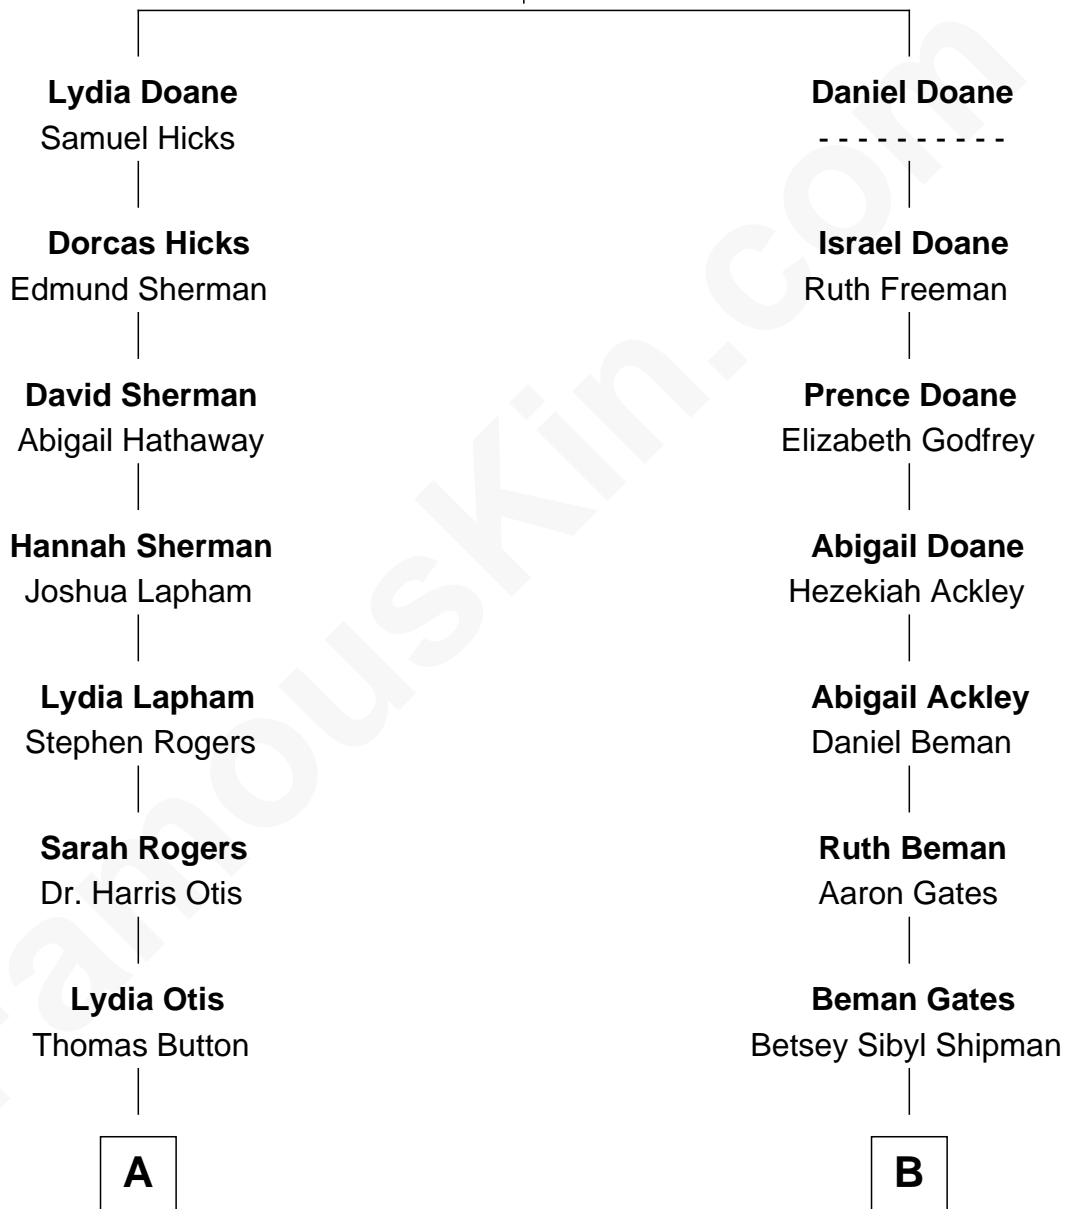 Lydia Doane
Samuel Hicks
Daniel Doane
- - - - - - - - - -
Dorcas Hicks
Edmund Sherman
Israel Doane
Ruth Freeman
David Sherman
Abigail Hathaway
Prence Doane
Elizabeth Godfrey
Hannah Sherman
Joshua Lapham
Abigail Doane
Hezekiah Ackley
Lydia Lapham
Stephen Rogers
Abigail Ackley
Daniel Beman
Sarah Rogers
Dr. Harris Otis
Ruth Beman
Aaron Gates
Lydia Otis
Thomas Button
Beman Gates
Betsey Sibyl Shipman
A
B
FamousKin.com